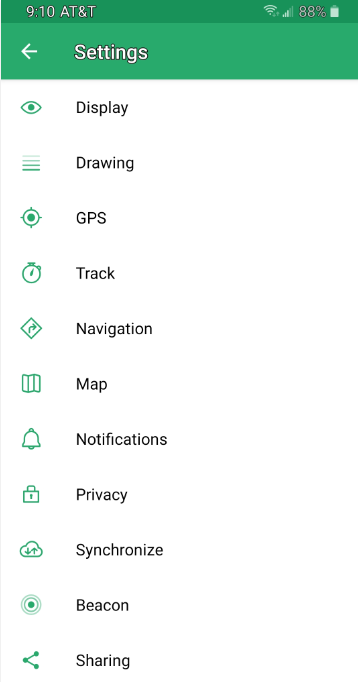 9:10 AT&T 88%
Settings
Display
Drawing
GPS
Track
Navigation
Map
Notifications
Privacy
Synchronize
Beacon
Sharing